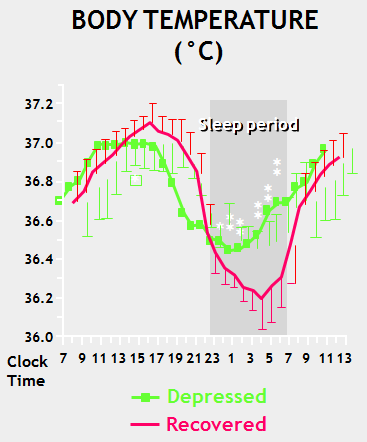 BODY TEMPERATURE
(°C)
Sleep period
37.2
37.0
36.8
36.6
36.4
36.2
36.0
Clock Time 7 9 11 13 15 17 19 21 23 1 3 5 7 9 11 13
Depressed
Recovered